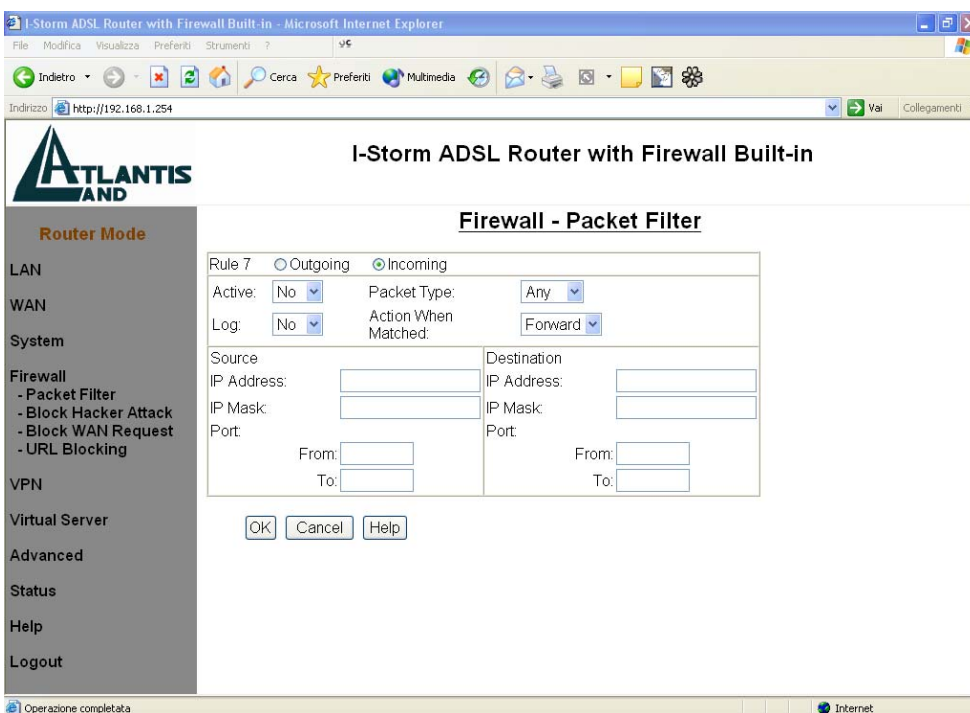 I-Storm ADSL Router with Firewall Built-in - Microsoft Internet Explorer
File Modifica Visualizza Preferiti Strumenti ?
Indietro Cerca Preferiti Multimedia
Indirizzo http://192.168.1.254 Vai Collegamenti
ATLANTIS
LAND
I-Storm ADSL Router with Firewall Built-in
Router Mode
LAN
WAN
System
Firewall
- Packet Filter
- Block Hacker Attack
- Block WAN Request
- URL Blocking
VPN
Virtual Server
Advanced
Status
Help
Logout
Firewall - Packet Filter
Rule 7 Outgoing Incoming
Active: No Packet Type: Any
Log: No Action When Matched: Forward
Source Destination
IP Address: IP Address:
IP Mask: IP Mask:
Port: Port:
From: From:
To: To:
OK Cancel Help
Operazione completata Internet